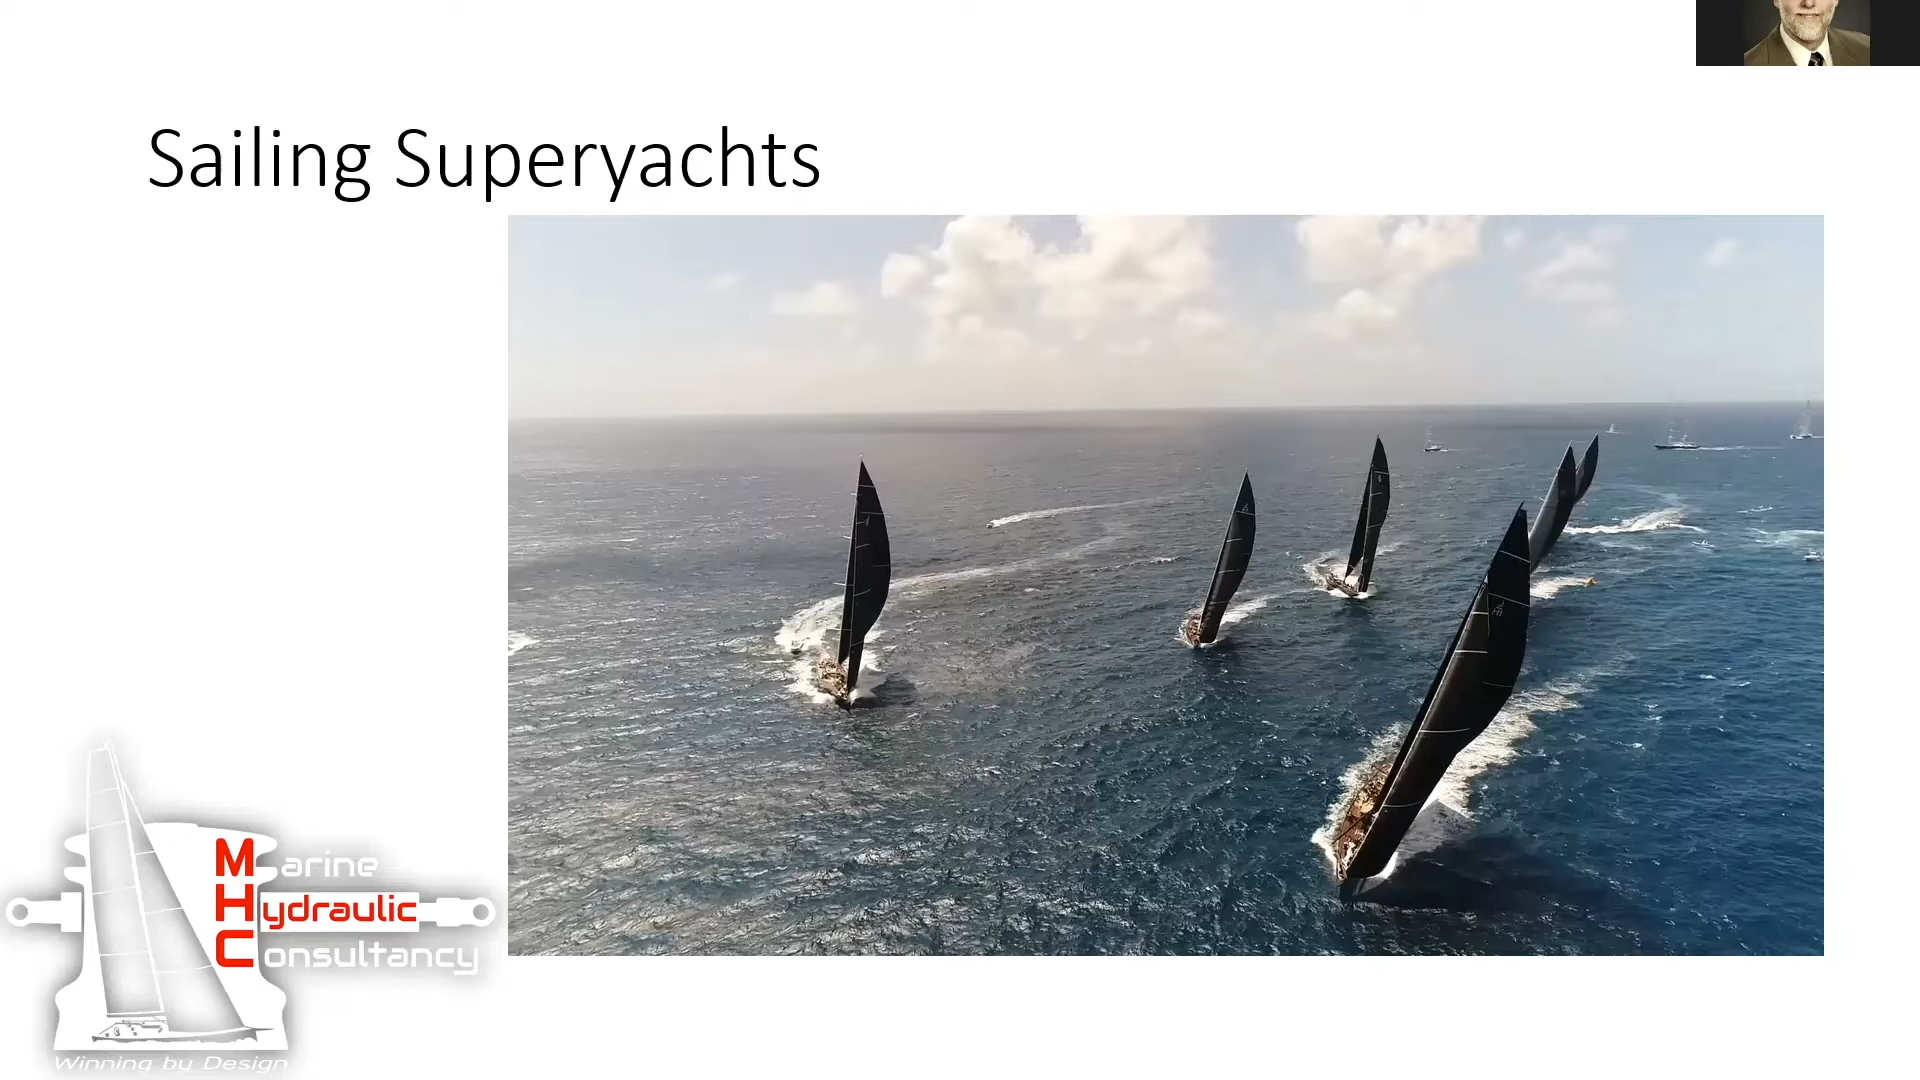 Sailing Superyachts
Marine
Hydraulic
Consultancy
Winning by Design